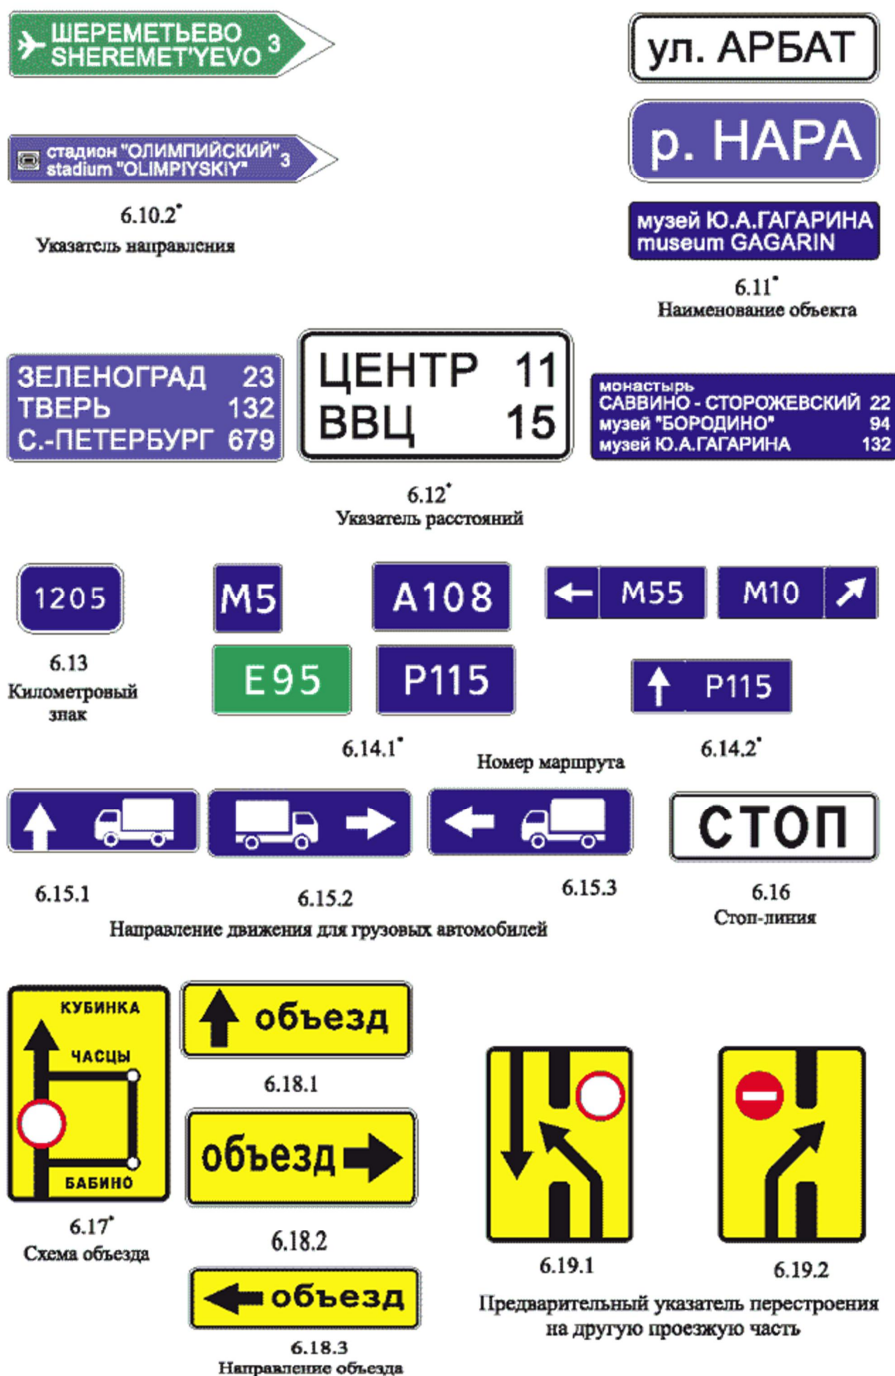 ШЕРЕМЕТЬЕВО
SHEREMET'YEVO 3
стадион "ОЛИМПИЙСКИЙ" 3
stadium "OLIMPIYSKIY"
6.10.2*
Указатель направления
ул. АРБАТ
р. НАРА
музей Ю.А.ГАГАРИНА
museum GAGARIN
6.11*
Наименование объекта
ЗЕЛЕНОГРАД 23
ТВЕРЬ 132
С.-ПЕТЕРБУРГ 679
ЦЕНТР 11
ВВЦ 15
монастырь
САВВИНО - СТОРОЖЕВСКИЙ 22
музей "БОРОДИНО" 94
музей Ю.А.ГАГАРИНА 132
6.12*
Указатель расстояний
1205
6.13
Километровый
знак
М5
А108
М55
М10
Е95
Р115
Р115
6.14.1*
Номер маршрута
6.14.2*
6.15.1
6.15.2
6.15.3
Направление движения для грузовых автомобилей
СТОП
6.16
Стоп-линия
КУБИНКА
ЧАСЦЫ
БАБИНО
6.17*
Схема объезда
объезд
6.18.1
объезд
6.18.2
объезд
6.18.3
Направление объезда
6.19.1
6.19.2
Предварительный указатель перестроения
на другую проезжую часть